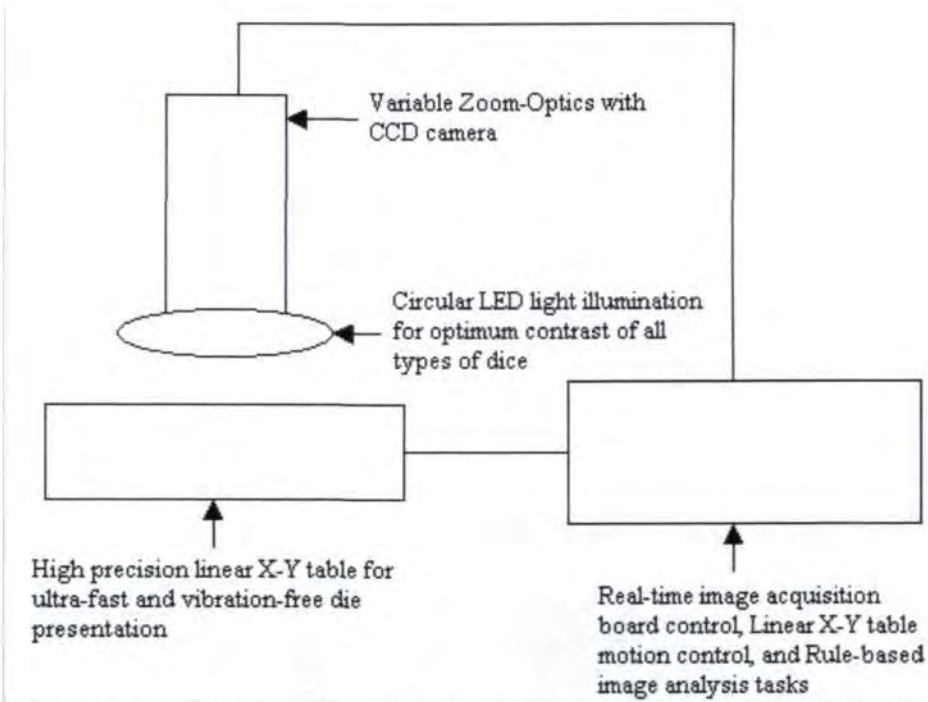 Variable Zoom-Optics with
CCD camera
Circular LED light illumination
for optimum contrast of all
types of dice
High precision linear X-Y table for
ultra-fast and vibration-free die
presentation
Real-time image acquisition
board control, Linear X-Y table
motion control, and Rule-based
image analysis tasks